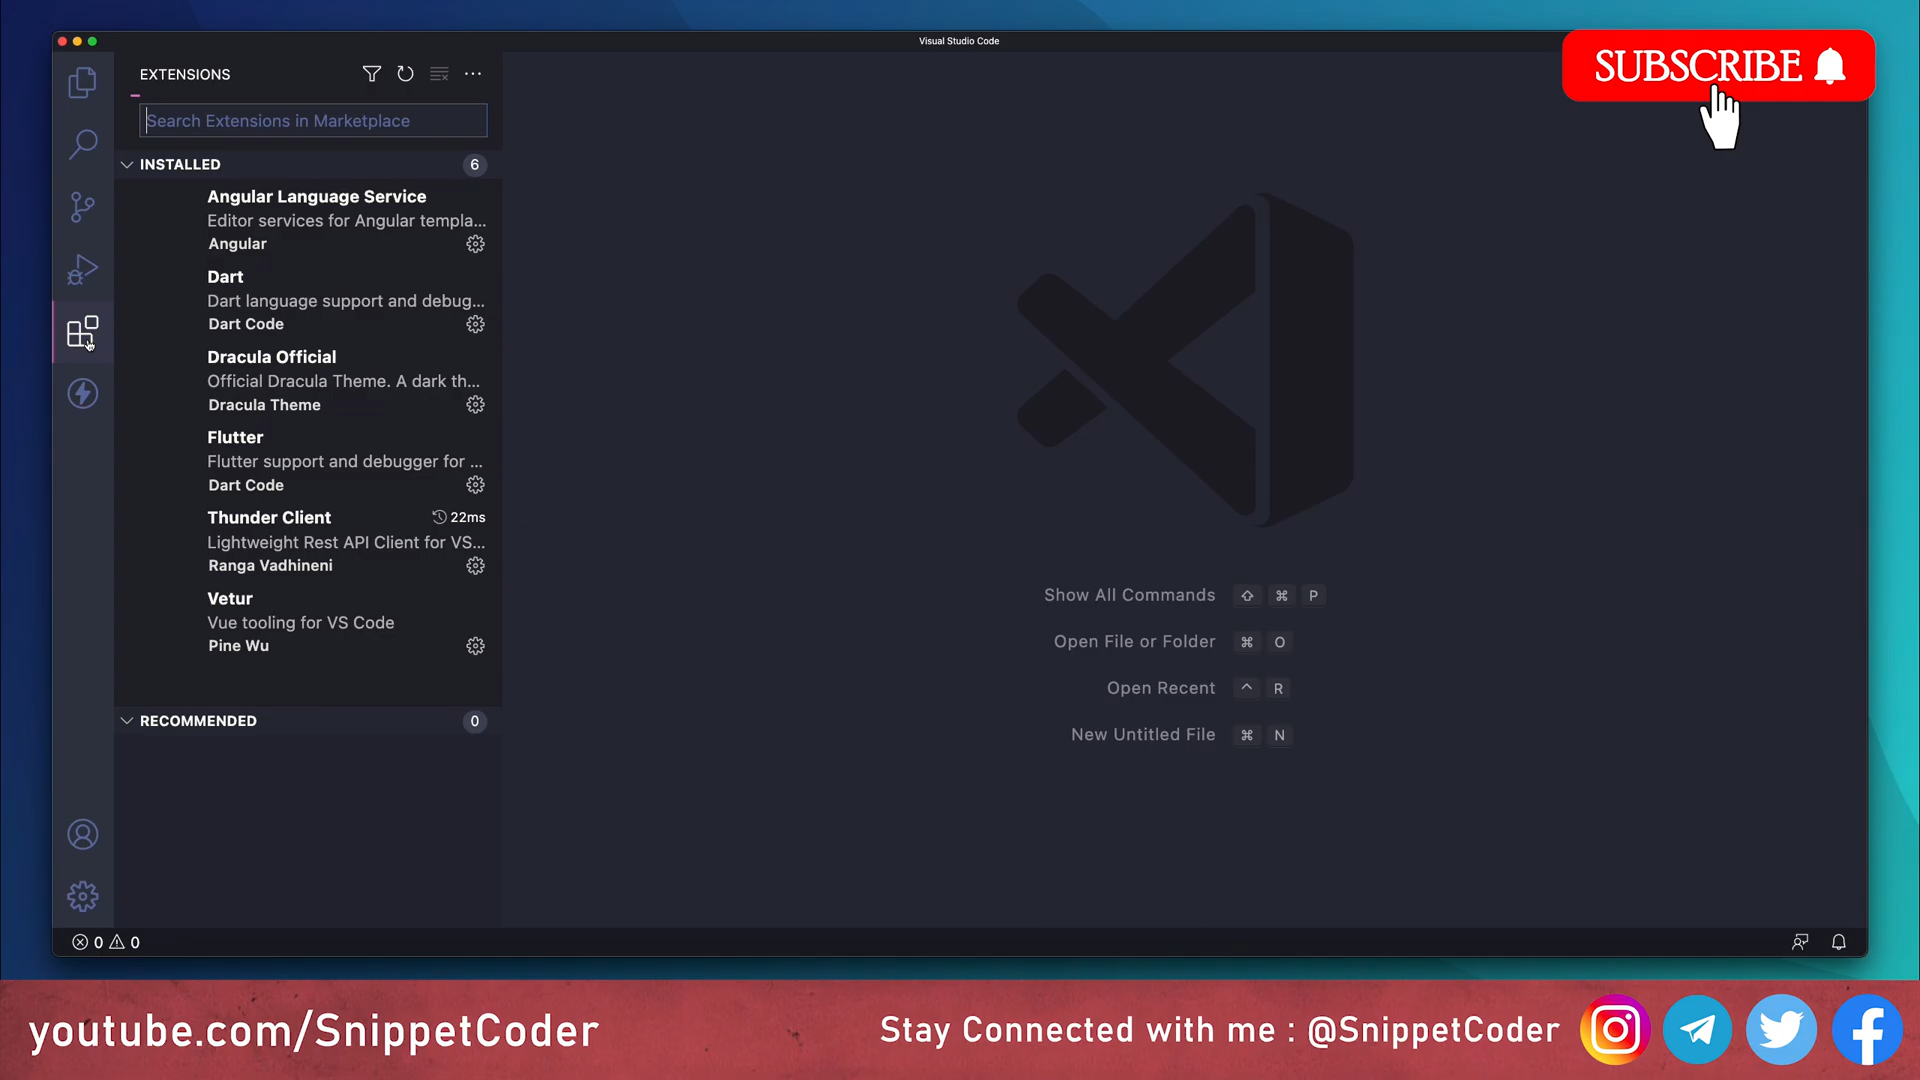 Visual Studio Code
SUBSCRIBE
EXTENSIONS
Search Extensions in Marketplace
INSTALLED 6
Angular Language Service
Editor services for Angular templa...
Angular
Dart
Dart language support and debug...
Dart Code
Dracula Official
Official Dracula Theme. A dark th...
Dracula Theme
Flutter
Flutter support and debugger for ...
Dart Code
Thunder Client 22ms
Lightweight Rest API Client for VS...
Ranga Vadhineni
Vetur
Vue tooling for VS Code
Pine Wu
RECOMMENDED 0
Show All Commands ⇧ ⌘ P
Open File or Folder ⌘ O
Open Recent ^ R
New Untitled File ⌘ N
0 0
youtube.com/SnippetCoder
Stay Connected with me : @SnippetCoder